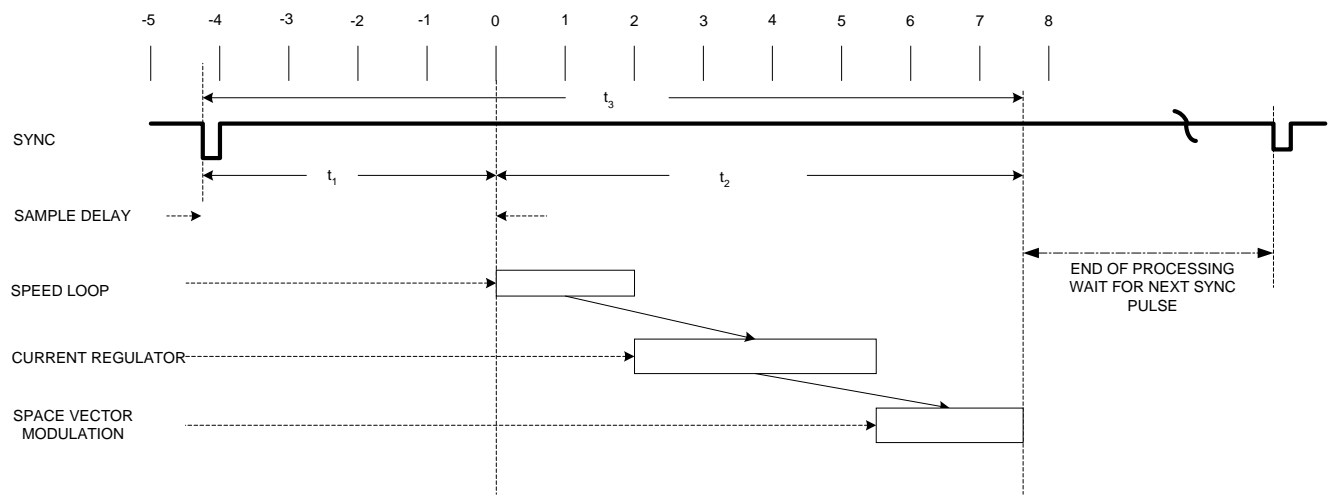 -5 -4 -3 -2 -1 0 1 2 3 4 5 6 7 8
t3
SYNC
t1 t2
SAMPLE DELAY
END OF PROCESSING
WAIT FOR NEXT SYNC
PULSE
SPEED LOOP
CURRENT REGULATOR
SPACE VECTOR
MODULATION